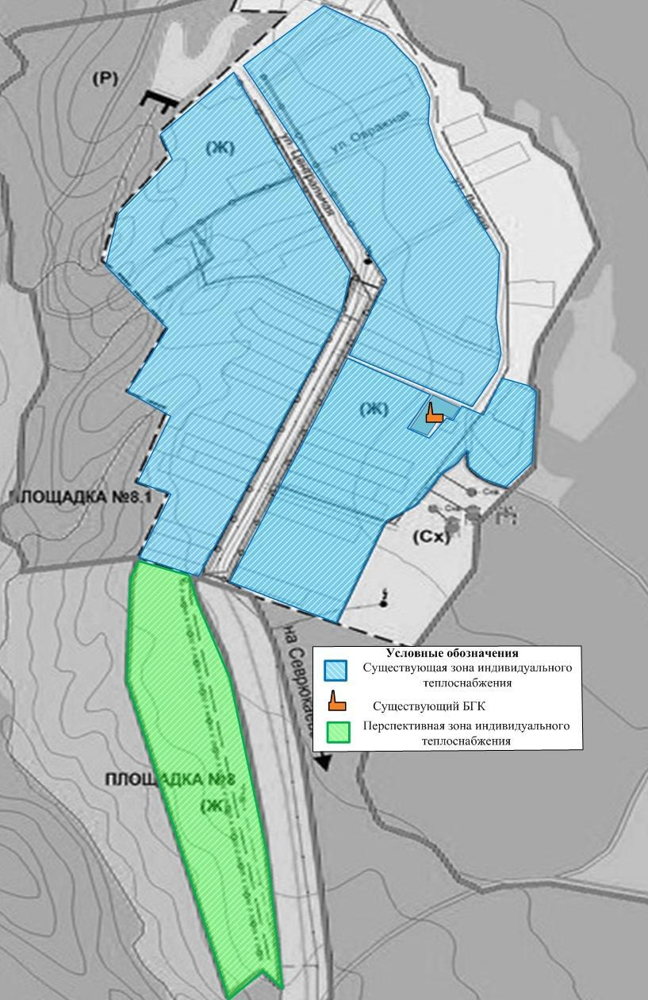 (Р)
(Ж)
ул. Овражная
ул. Центральная
(Ж)
ПЛОЩАДКА №8.1
(Сх)
на Севрюкаево
Условные обозначения
Существующая зона индивидуального
теплоснабжения
Существующий БГК
Перспективная зона индивидуального
теплоснабжения
ПЛОЩАДКА №8
(Ж)